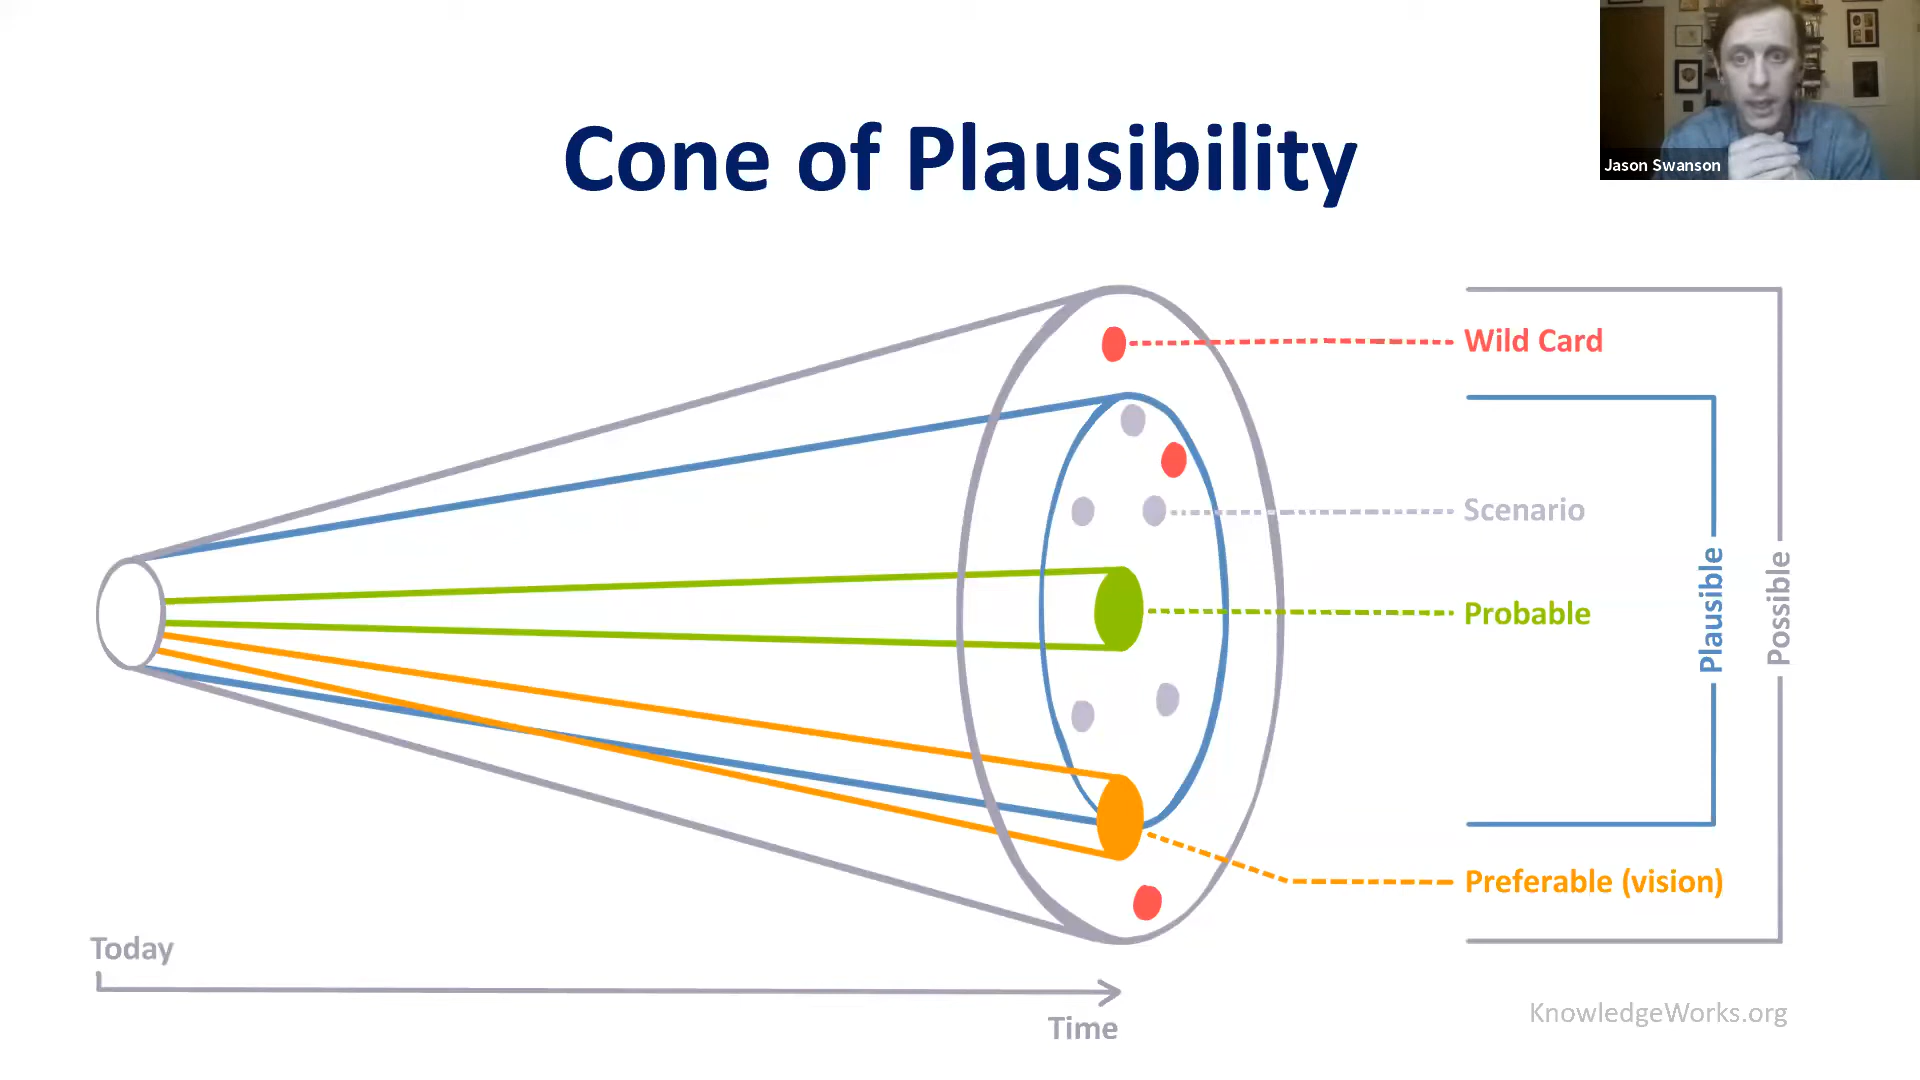 Cone of Plausibility
Jason Swanson
Wild Card
Scenario
Probable
Plausible
Possible
Preferable (vision)
Today
Time
KnowledgeWorks.org